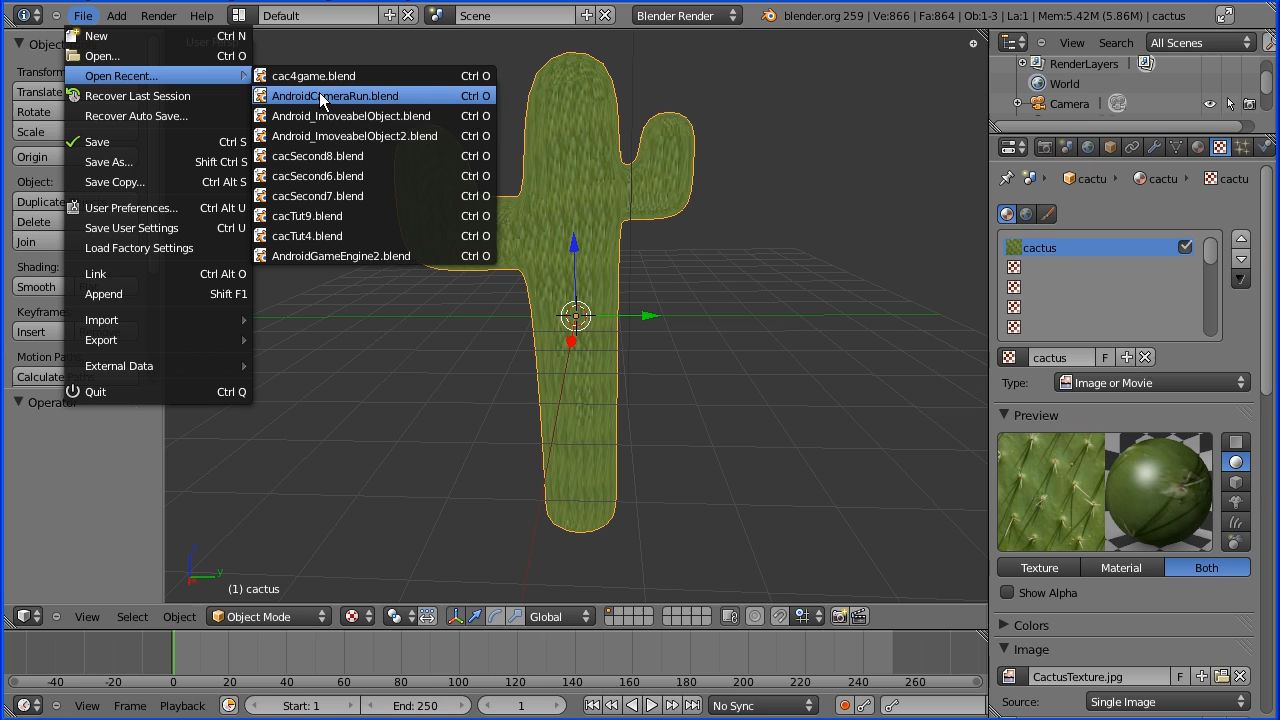 File Add Render Help Default Scene Blender Render blender.org 259 | Ve:866 | Fa:864 | Ob:1-3 | La:1 | Mem:5.42M (5.86M) | cactus
New Ctrl N
Open... Ctrl O
Open Recent...
Recover Last Session
Recover Auto Save...
Save Ctrl S
Save As... Shift Ctrl S
Save Copy... Ctrl Alt S
User Preferences... Ctrl Alt U
Save User Settings Ctrl U
Load Factory Settings
Link Ctrl Alt O
Append Shift F1
Import
Export
External Data
Quit Ctrl Q
cac4game.blend Ctrl O
AndroidCameraRun.blend Ctrl O
Android_ImoveabelObject.blend Ctrl O
Android_ImoveabelObject2.blend Ctrl O
cacSecond8.blend Ctrl O
cacSecond6.blend Ctrl O
cacSecond7.blend Ctrl O
cacTut9.blend Ctrl O
cacTut4.blend Ctrl O
AndroidGameEngine2.blend Ctrl O
Transform
Translate
Rotate
Scale
Origin
Object:
Duplicate
Delete
Join
Shading:
Smooth
Keyframes
Insert
Motion Paths
Calculate Paths
Operator
y
(1) cactus
View Select Object Object Mode Global
-40 -20 0 20 40 60 80 100 120 140 160 180 200 220 240 260
View Frame Playback Start: 1 End: 250 1 No Sync
View Search All Scenes
RenderLayers
World
Camera
cactu cactu cactu
cactus
cactus F
Type: Image or Movie
Preview
Texture Material Both
Show Alpha
Colors
Image
CactusTexture.jpg F
Source: Single Image